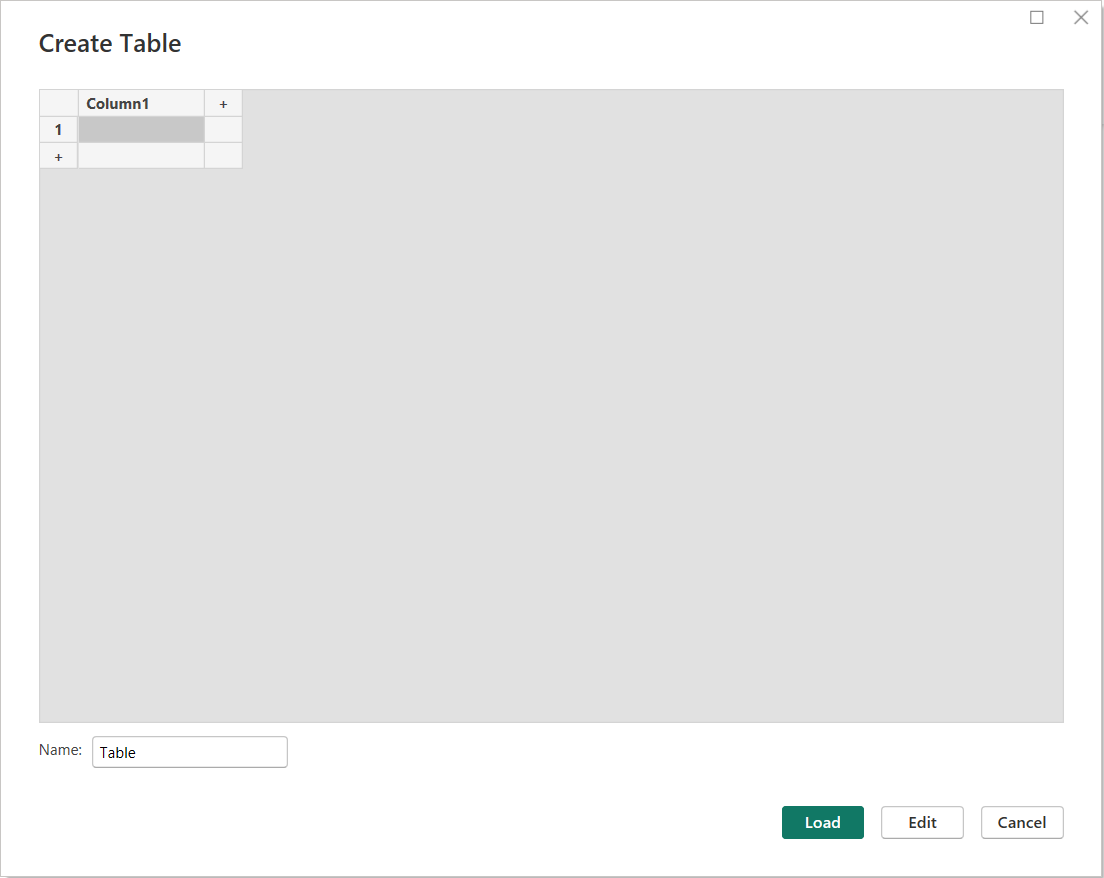 Create Table
Column1 +
1
+
Name: Table
Load Edit Cancel